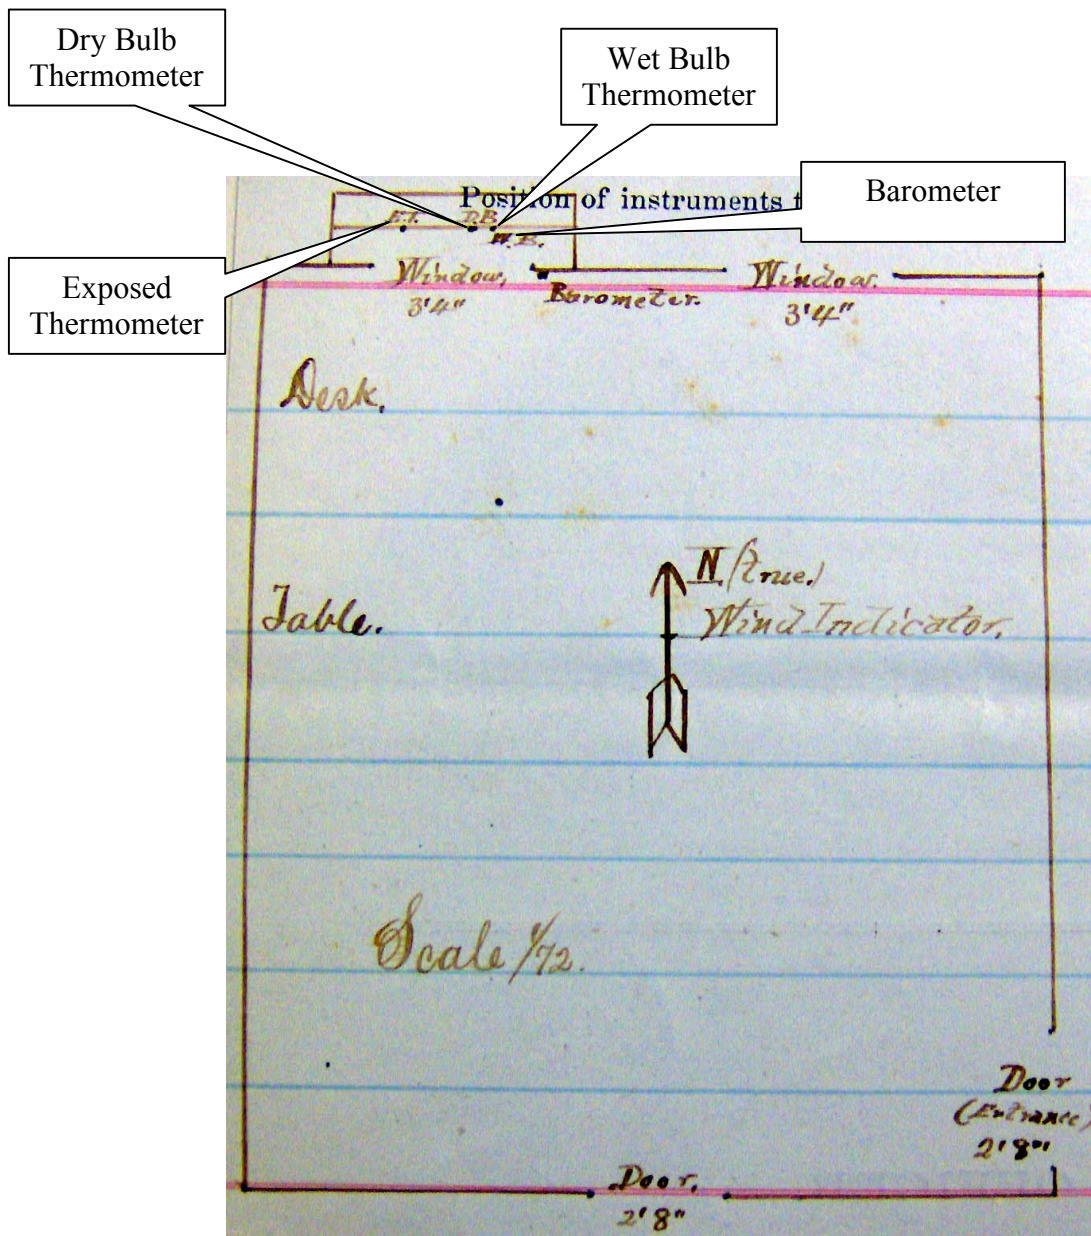 Dry Bulb
Thermometer
Wet Bulb
Thermometer
Barometer
Exposed
Thermometer
Position of instruments
E.T. D.B.
W.B.
Window,
3'4"
Barometer.
Window.
3'4"
Desk.
N (true.)
Wind Indicator.
Table.
Scale 1/72.
Door
(Entrance)
2'8"
Door.
2'8"